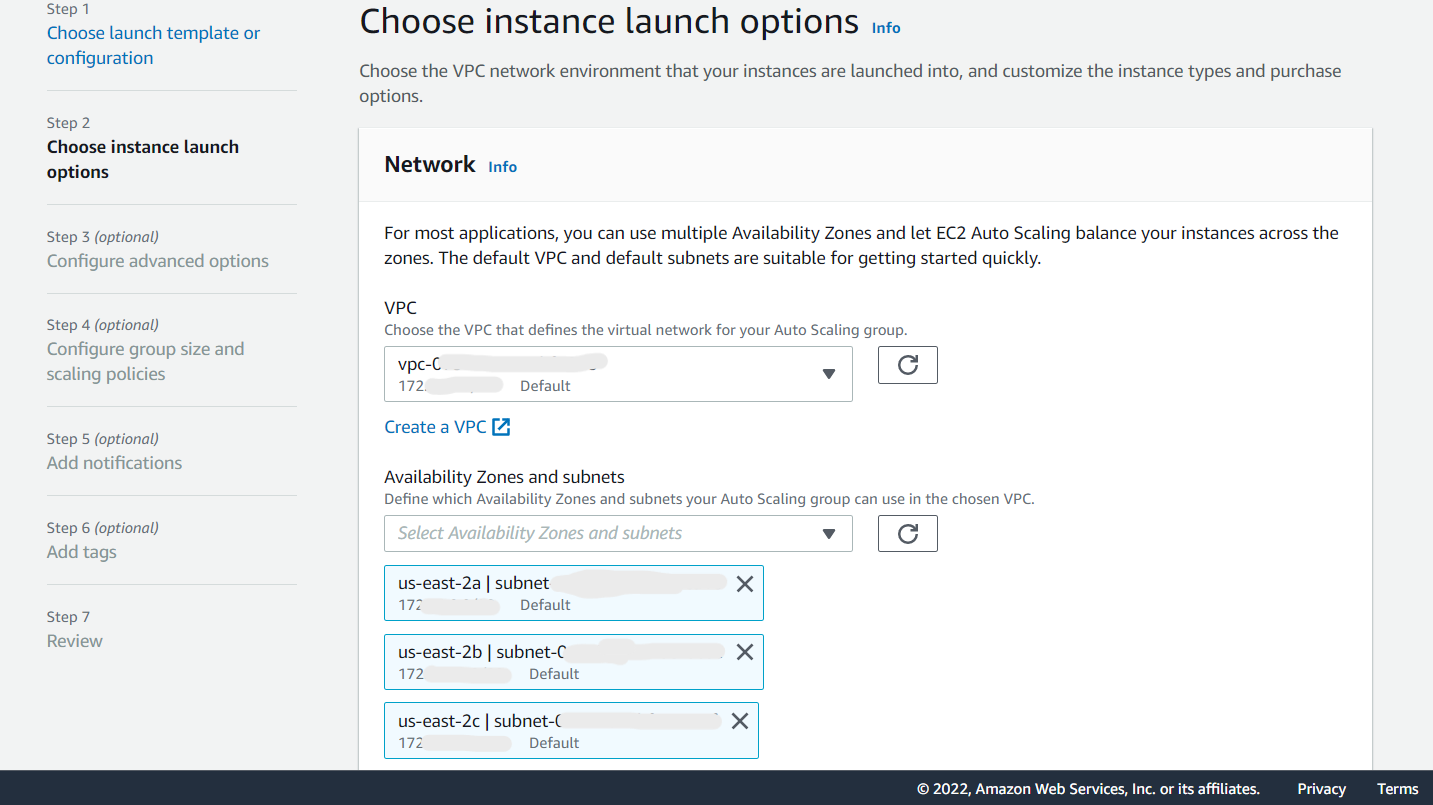 Step 1
Choose launch template or
configuration
Step 2
Choose instance launch
options
Step 3 (optional)
Configure advanced options
Step 4 (optional)
Configure group size and
scaling policies
Step 5 (optional)
Add notifications
Step 6 (optional)
Add tags
Step 7
Review
Choose instance launch options Info
Choose the VPC network environment that your instances are launched into, and customize the instance types and purchase
options.
Network Info
For most applications, you can use multiple Availability Zones and let EC2 Auto Scaling balance your instances across the
zones. The default VPC and default subnets are suitable for getting started quickly.
VPC
Choose the VPC that defines the virtual network for your Auto Scaling group.
vpc-0
172. Default
Create a VPC
Availability Zones and subnets
Define which Availability Zones and subnets your Auto Scaling group can use in the chosen VPC.
Select Availability Zones and subnets
us-east-2a | subnet-
172 Default
us-east-2b | subnet-0
172 Default
us-east-2c | subnet-0
172 Default
© 2022, Amazon Web Services, Inc. or its affiliates. Privacy Terms